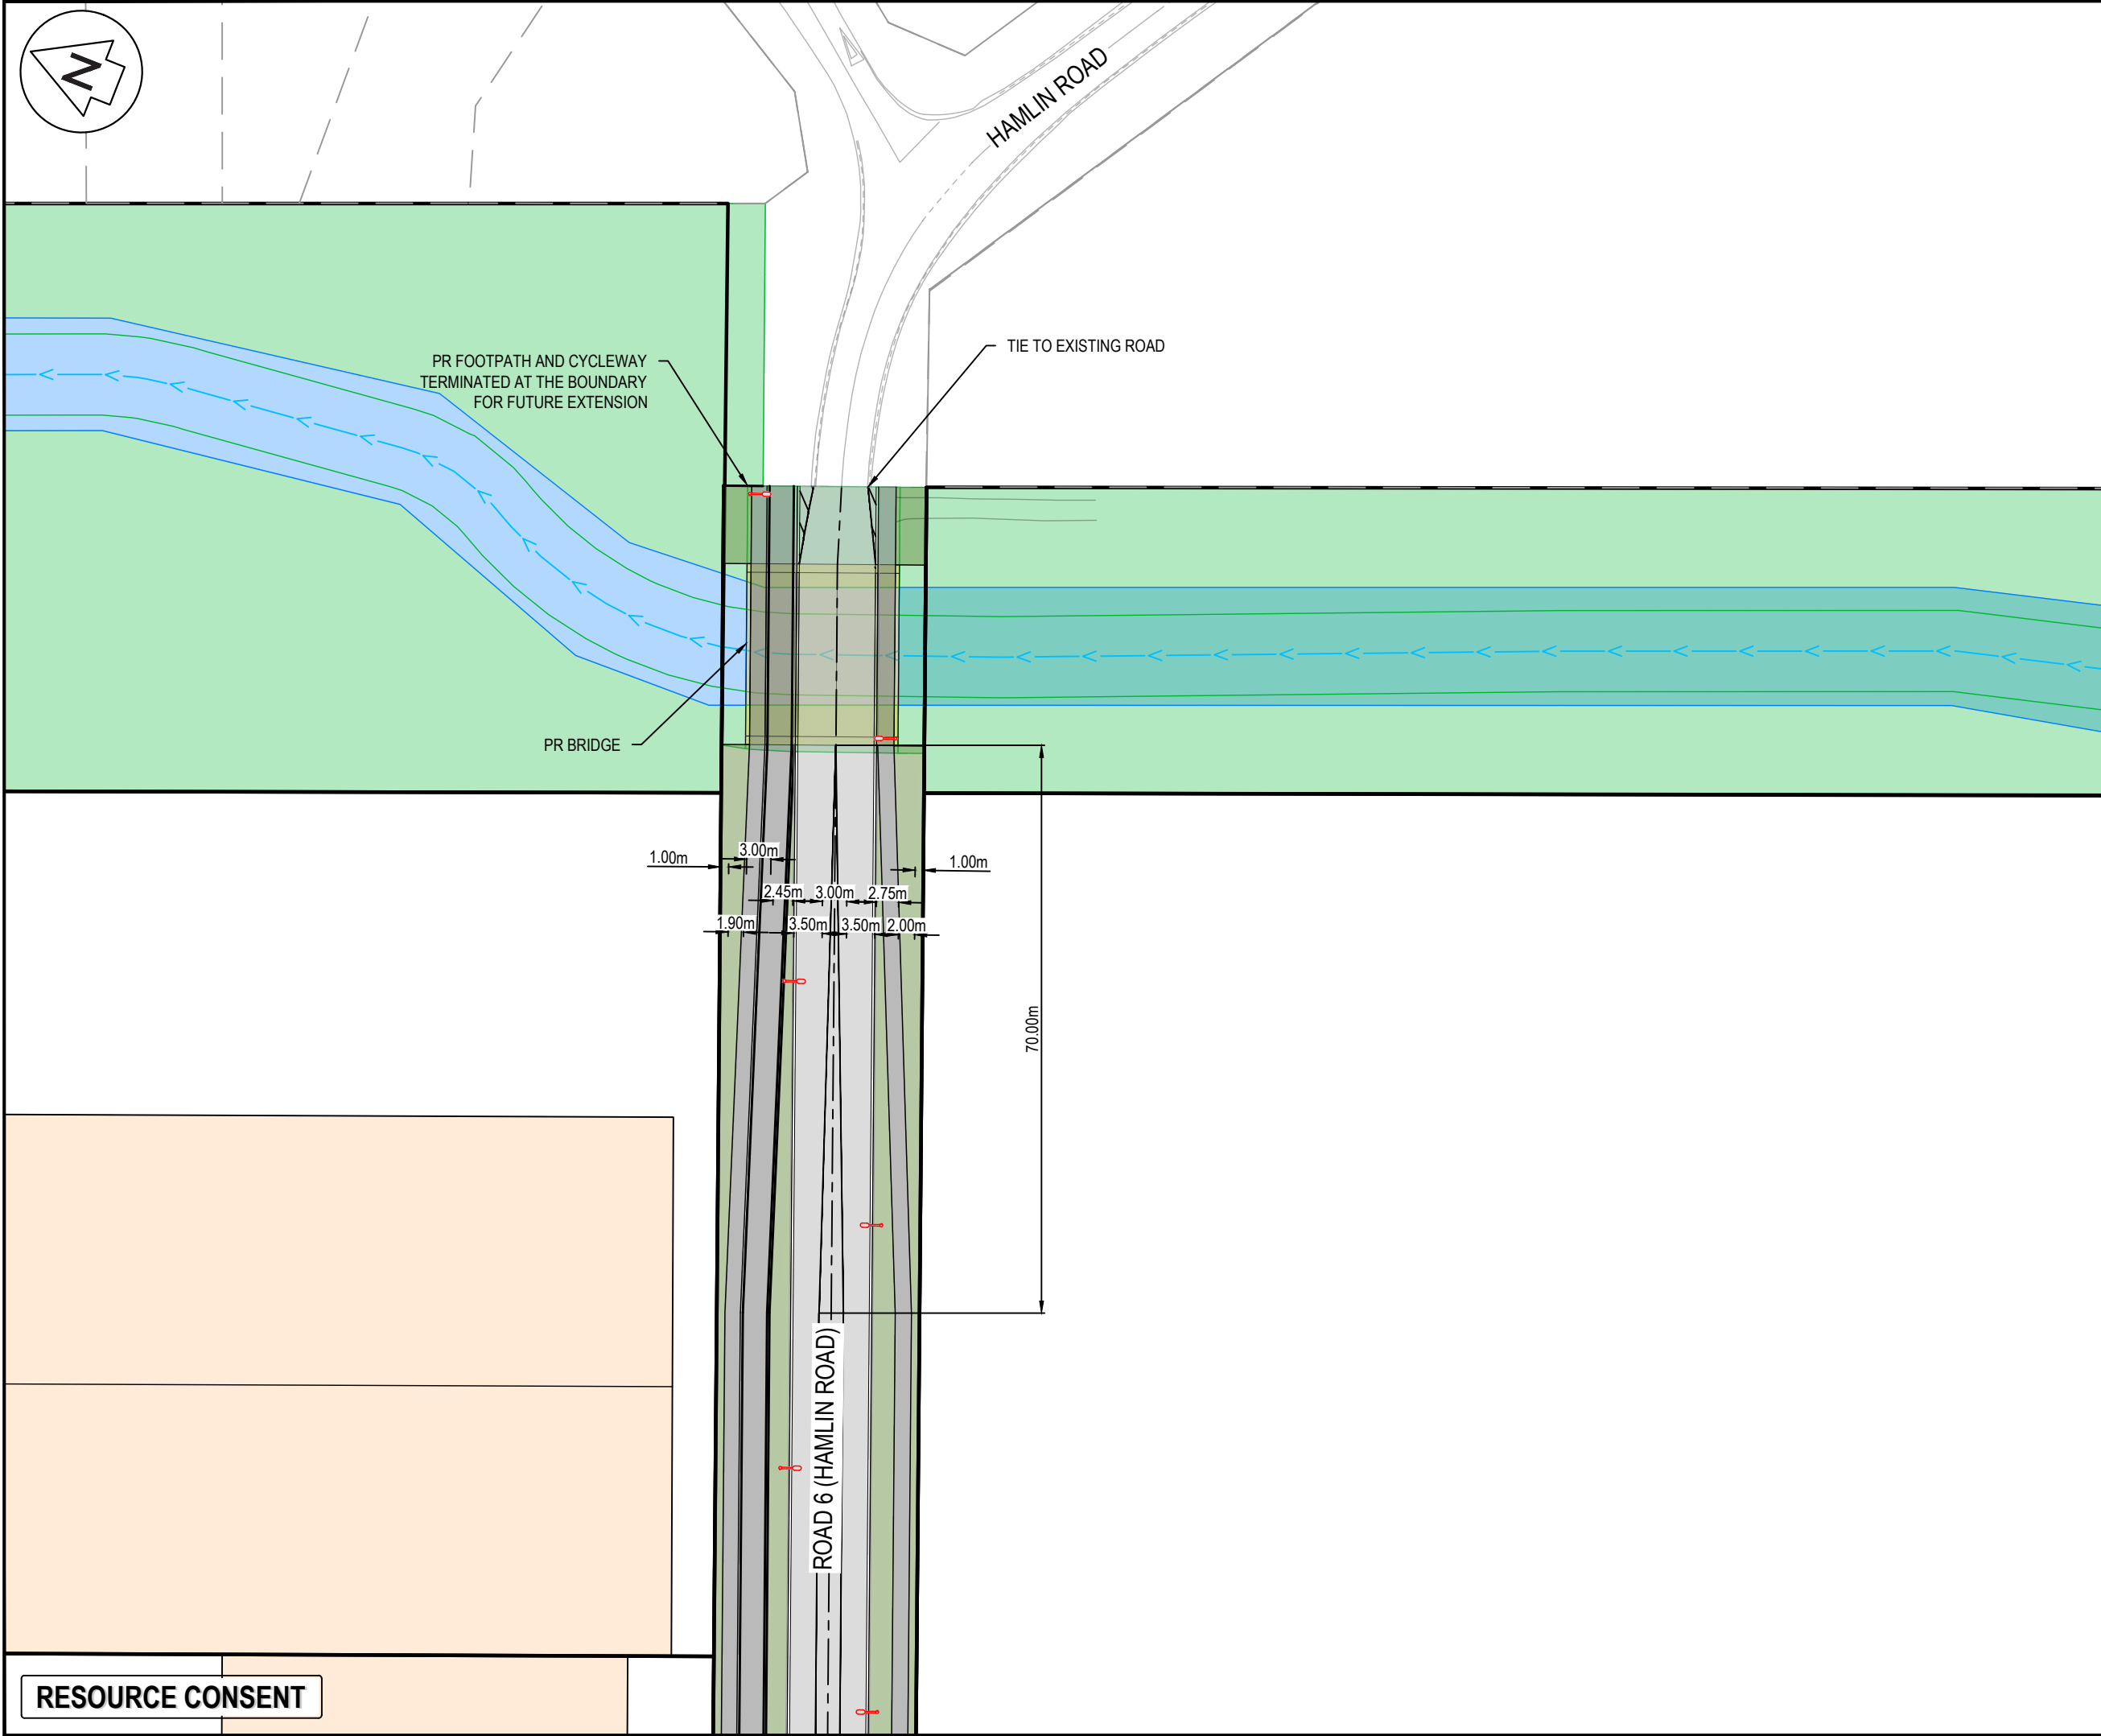 N
HAMLIN ROAD
TIE TO EXISTING ROAD
PR FOOTPATH AND CYCLEWAY
TERMINATED AT THE BOUNDARY
FOR FUTURE EXTENSION
PR BRIDGE
1.00m
3.00m
1.00m
2.45m
3.00m
2.75m
1.90m
3.50m
3.50m
2.00m
70.00m
ROAD 6 (HAMLIN ROAD)
RESOURCE CONSENT